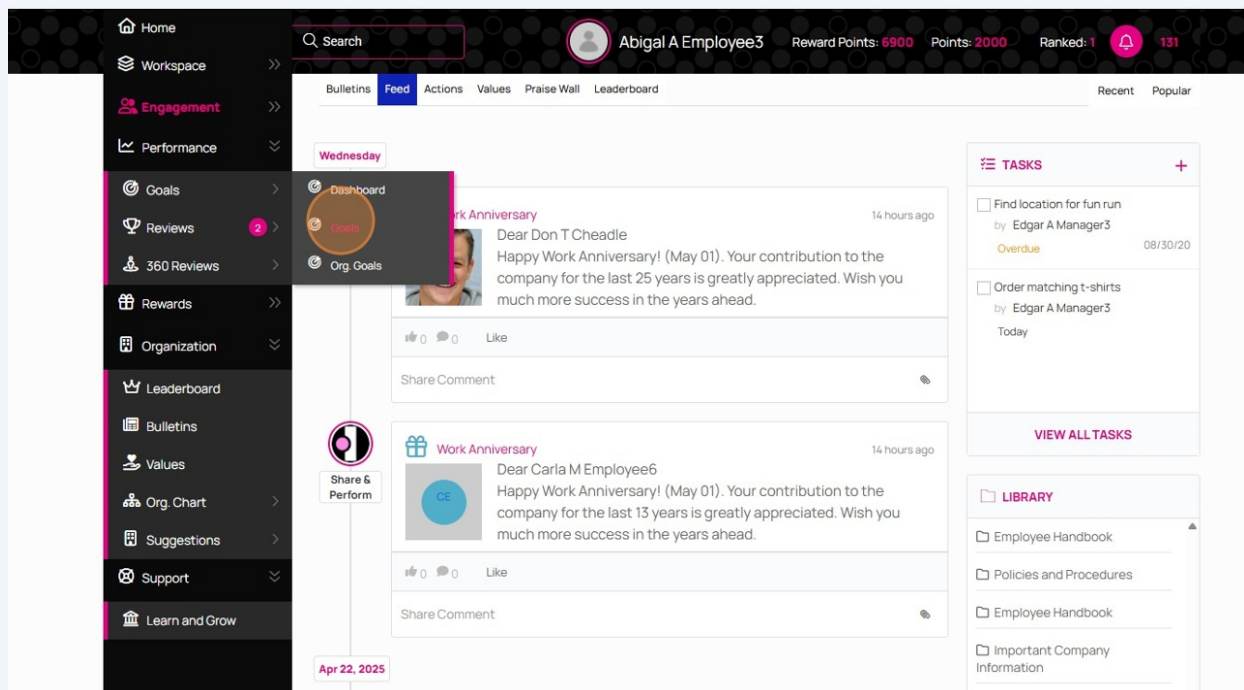 Home
Search
Abigal A Employee3
Reward Points: 6900
Points: 2000
Ranked: 1
131
Workspace
Engagement
Performance
Goals
Reviews
2
360 Reviews
Rewards
Organization
Leaderboard
Bulletins
Values
Org. Chart
Suggestions
Support
Learn and Grow
Dashboard
Goals
Org. Goals
Bulletins Feed Actions Values Praise Wall Leaderboard
Recent Popular
Wednesday
rk Anniversary
14 hours ago
Dear Don T Cheadle
Happy Work Anniversary! (May 01). Your contribution to the
company for the last 25 years is greatly appreciated. Wish you
much more success in the years ahead.
0 0 Like
Share Comment
Share &
Perform
Work Anniversary
14 hours ago
CE
Dear Carla M Employee6
Happy Work Anniversary! (May 01). Your contribution to the
company for the last 13 years is greatly appreciated. Wish you
much more success in the years ahead.
0 0 Like
Share Comment
Apr 22, 2025
TASKS
+
Find location for fun run
by Edgar A Manager3
Overdue
08/30/20
Order matching t-shirts
by Edgar A Manager3
Today
VIEW ALL TASKS
LIBRARY
Employee Handbook
Policies and Procedures
Employee Handbook
Important Company
Information